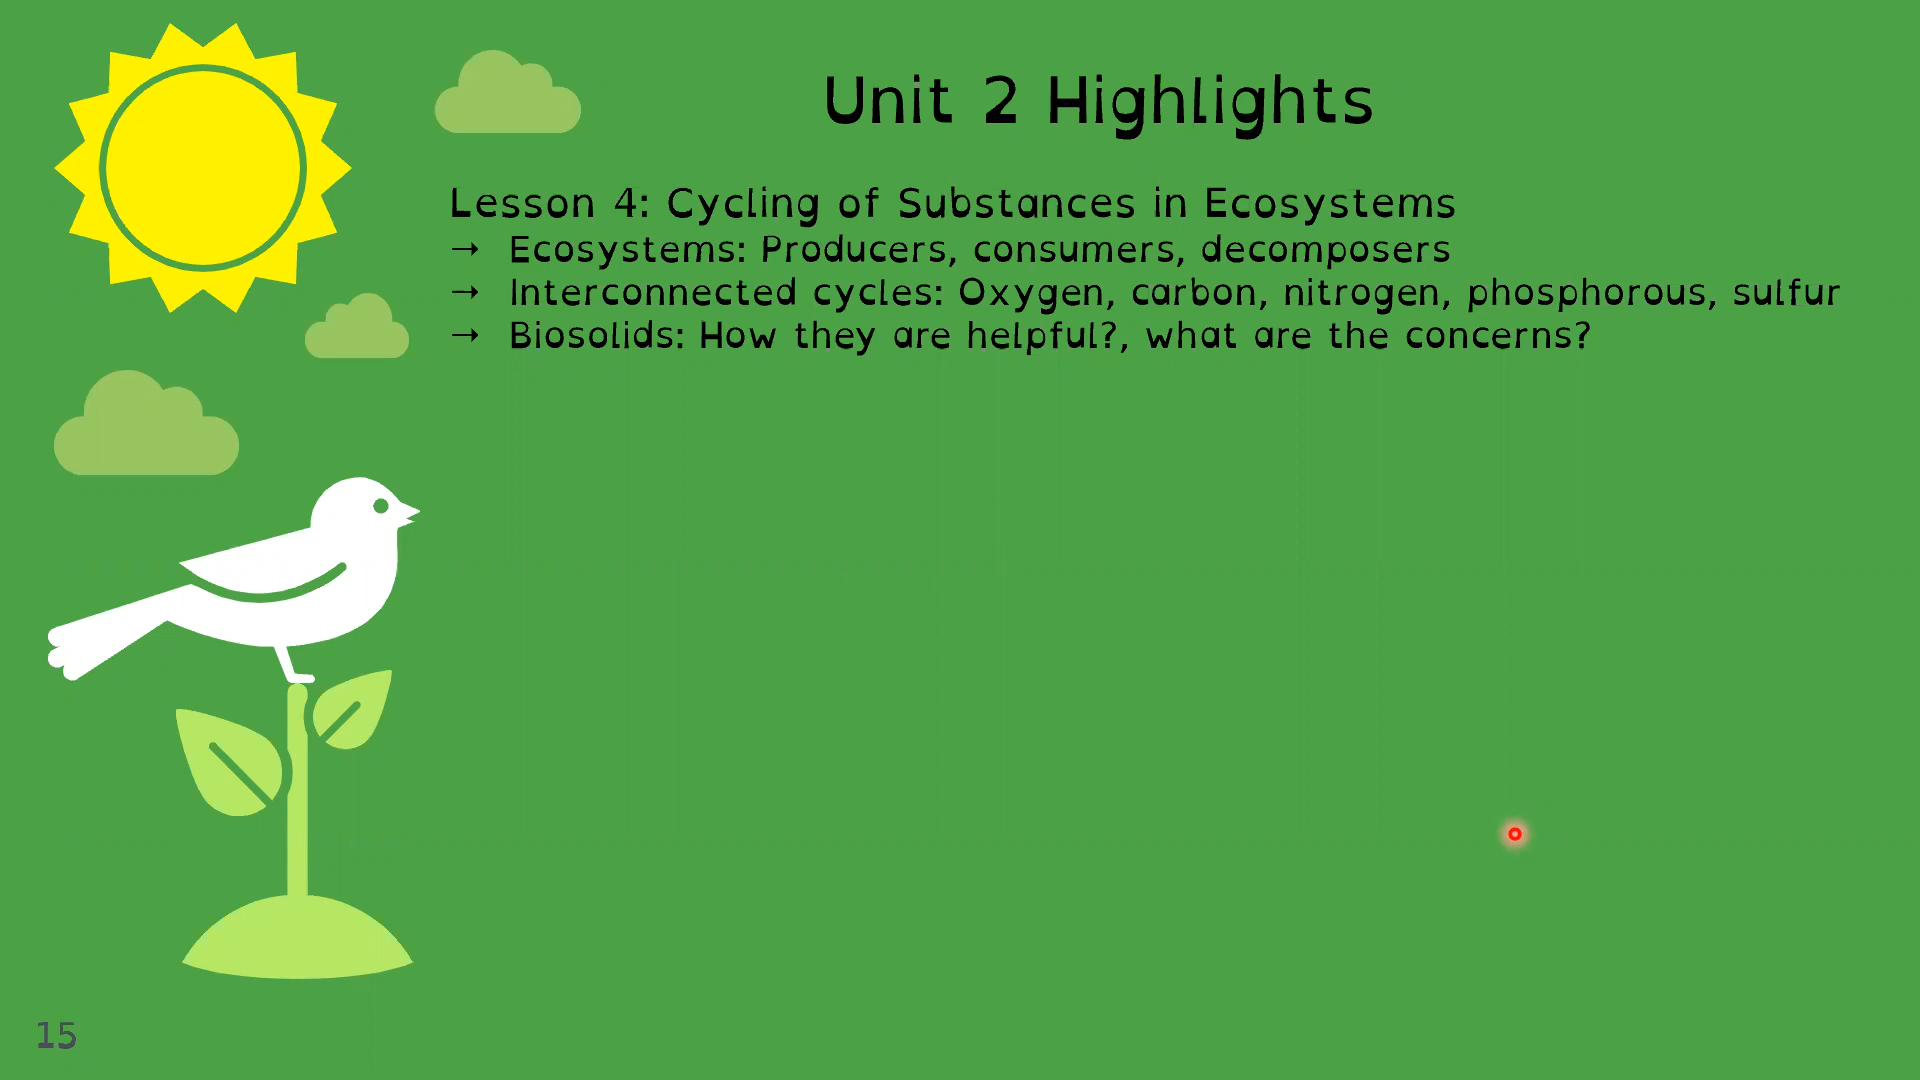 Unit 2 Highlights
Lesson 4: Cycling of Substances in Ecosystems
→ Ecosystems: Producers, consumers, decomposers
→ Interconnected cycles: Oxygen, carbon, nitrogen, phosphorous, sulfur
→ Biosolids: How they are helpful?, what are the concerns?
15